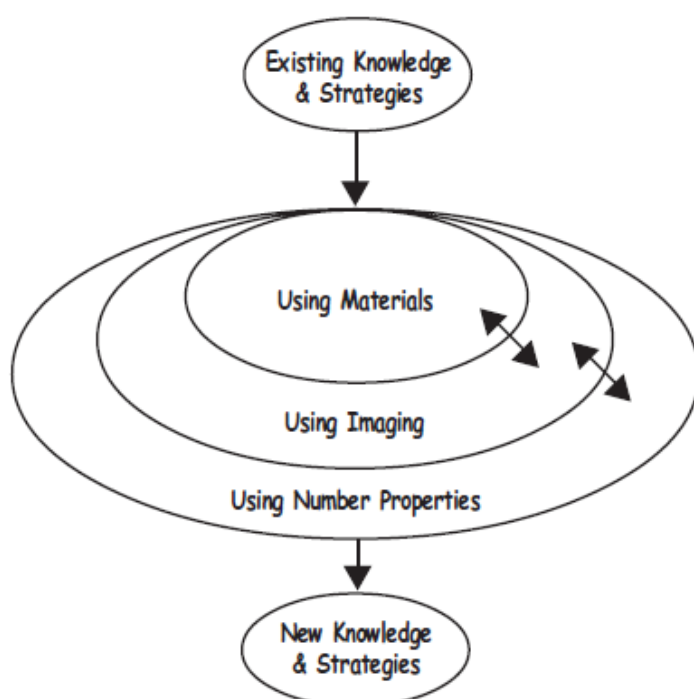 Existing Knowledge
& Strategies
Using Materials
Using Imaging
Using Number Properties
New Knowledge
& Strategies